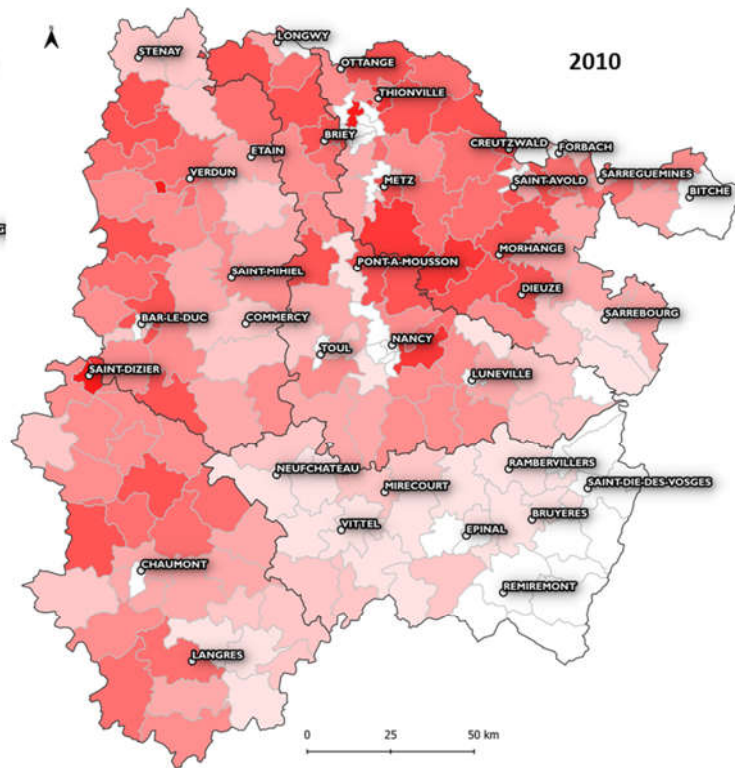 LONGWY
STENAY
2010
OTTANGE
THIONVILLE
BRIEY
CREUTZWALD
FORBACH
ETAIN
VERDUN
METZ
SAINT-AVOLD
SARREGUEMINES
BITCHE
MORHANGE
SAINT-MIHIEL
PONT-A-MOUSSON
DIEUZE
BAR-LE-DUC
COMMERCY
SARREBOURG
NANCY
TOUL
SAINT-DIZIER
LUNEVILLE
NEUFCHATEAU
RAMBERVILLERS
MIRECOURT
SAINT-DIE-DES-VOSGES
VITTEL
BRUYERES
EPINAL
CHAUMONT
REMIREMONT
LANGRES
0 25 50 km